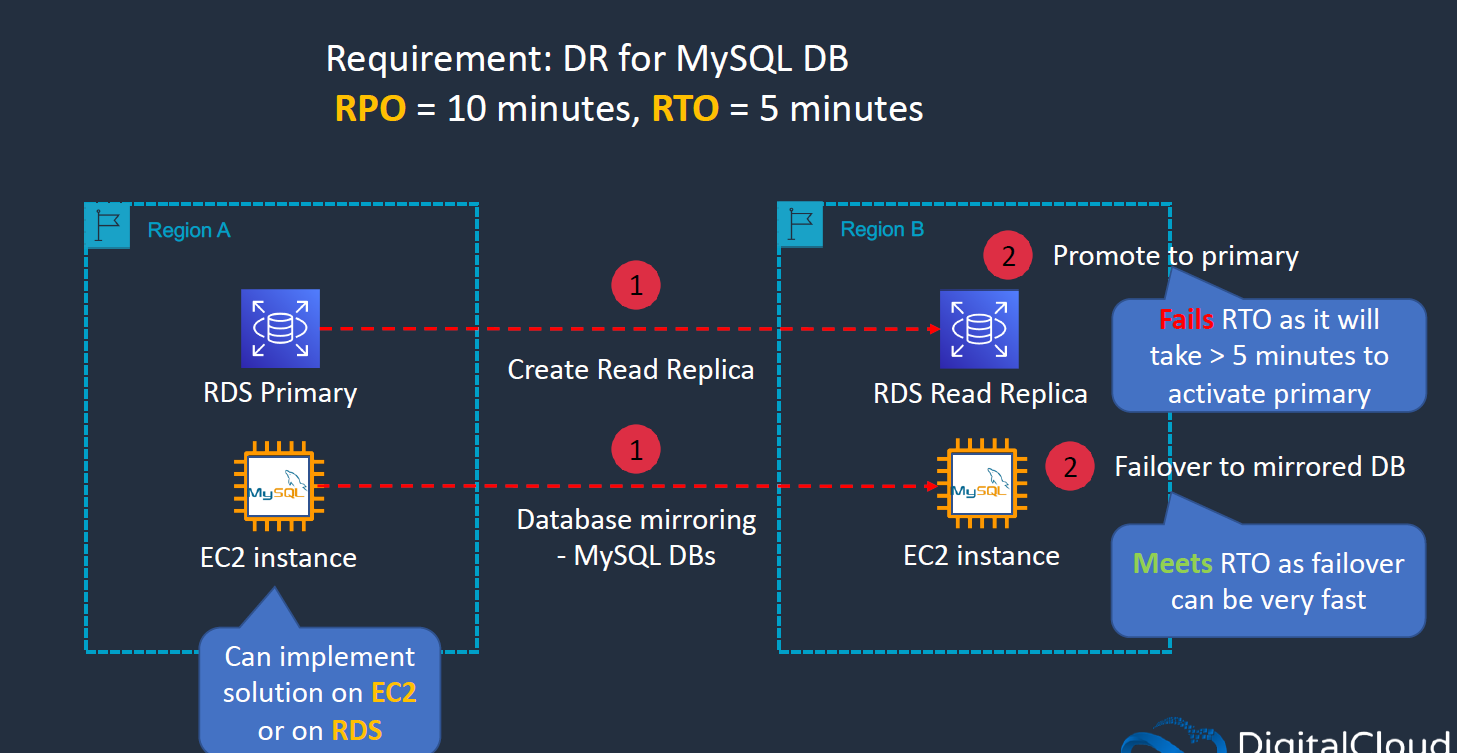 Requirement: DR for MySQL DB
RPO = 10 minutes, RTO = 5 minutes
Region A
Region B
1
2
Promote to primary
Create Read Replica
RDS Primary
RDS Read Replica
Fails RTO as it will
take > 5 minutes to
activate primary
1
2
Failover to mirrored DB
MySQL
MySQL
Database mirroring
- MySQL DBs
EC2 instance
EC2 instance
Meets RTO as failover
can be very fast
Can implement
solution on EC2
or on RDS
DigitalCloud